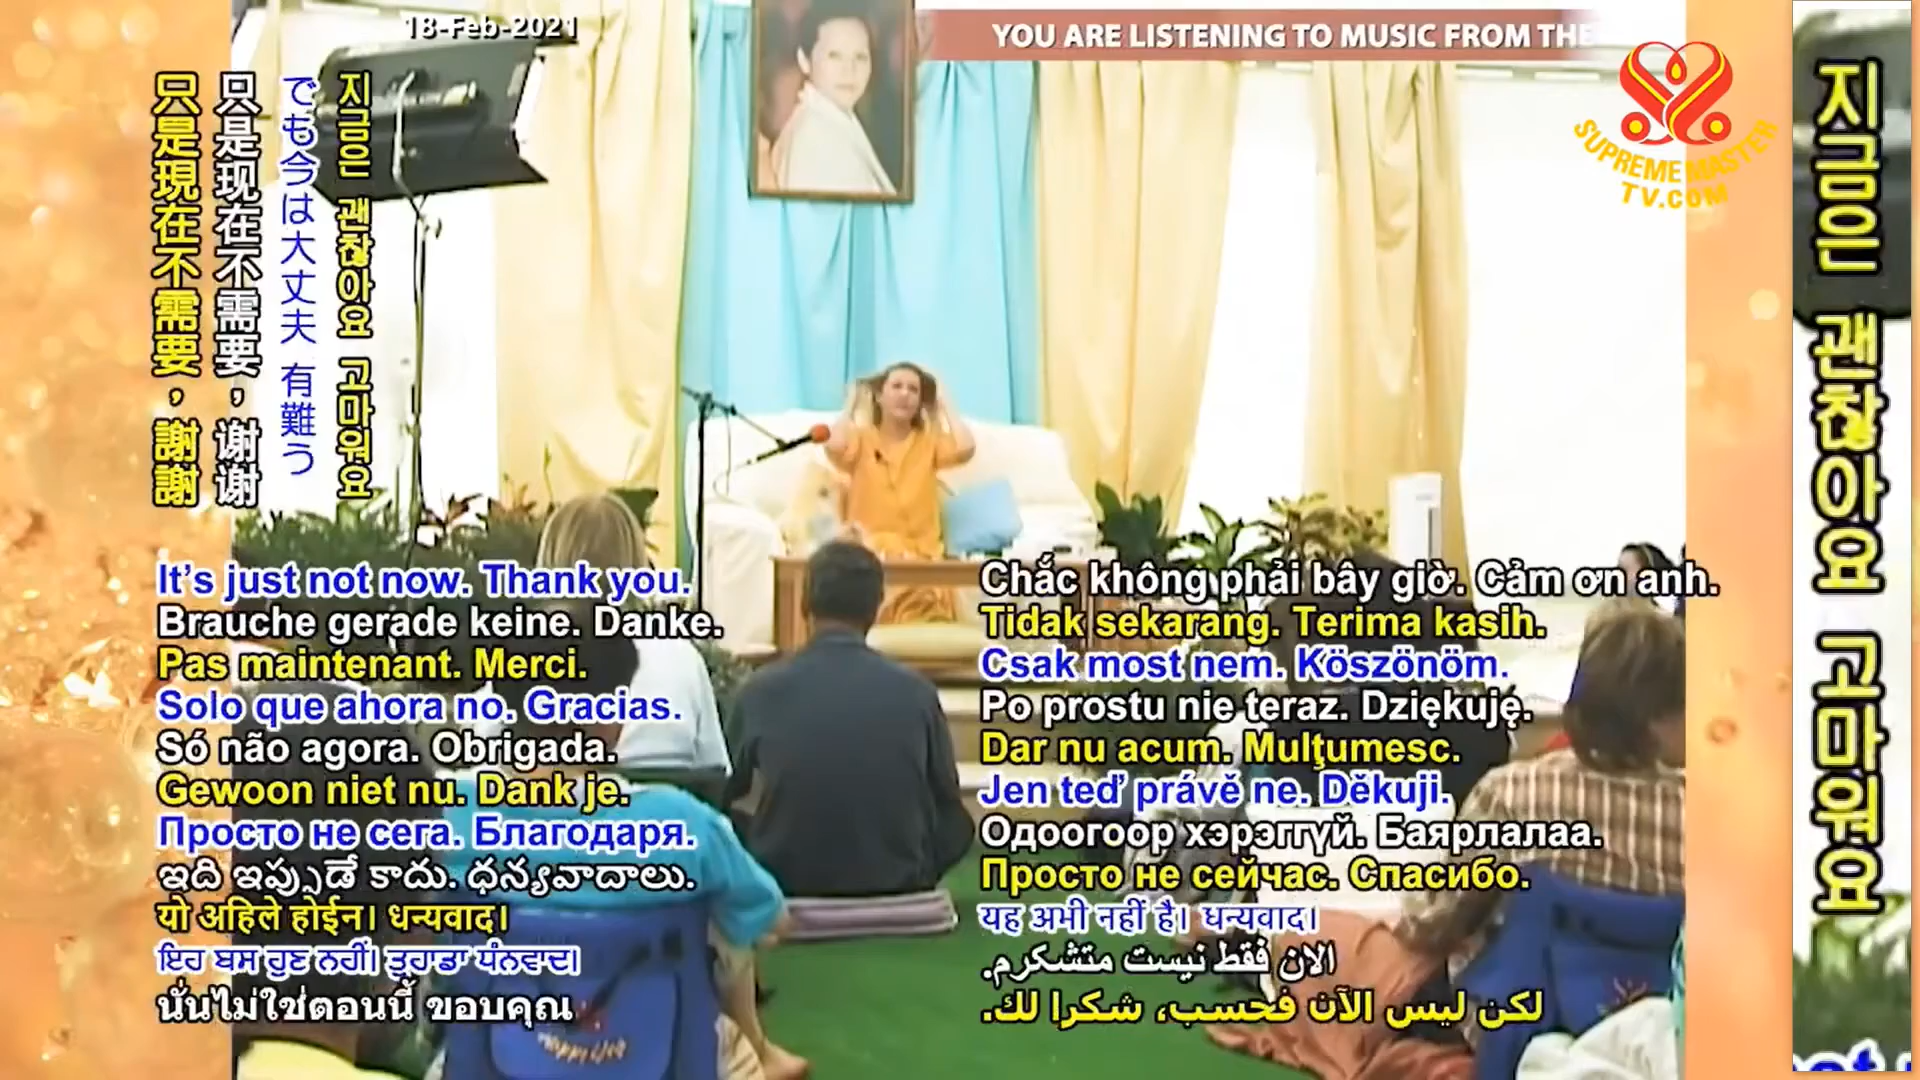 18-Feb-2021
YOU ARE LISTENING TO MUSIC FROM THE
SUPREME MASTER
TV.COM
지금은 괜찮아요 고마워요
でも今は大丈夫 有難う
只是现在不需要，谢谢
只是現在不需要，謝謝
It's just not now. Thank you.
Brauche gerade keine. Danke.
Pas maintenant. Merci.
Solo que ahora no. Gracias.
Só não agora. Obrigada.
Gewoon niet nu. Dank je.
Просто не сега. Благодаря.
ఇది ఇప్పుడే కాదు. ధన్యవాదాలు.
यो अहिले होईन। धन्यवाद।
ਇਹ ਬਸ ਹੁਣ ਨਹੀਂ। ਤੁਹਾਡਾ ਧੰਨਵਾਦ।
นั่นไม่ใช่ตอนนี้ ขอบคุณ
Chắc không phải bây giờ. Cảm ơn anh.
Tidak sekarang. Terima kasih.
Csak most nem. Köszönöm.
Po prostu nie teraz. Dziękuję.
Dar nu acum. Mulţumesc.
Jen teď právě ne. Děkuji.
Одоогоор хэрэггүй. Баярлалаа.
Просто не сейчас. Спасибо.
यह अभी नहीं है। धन्यवाद।
الان فقط نیست متشکرم.
لكن ليس الآن فحسب، شكرا لك.
지금은 괜찮아요 고마워요